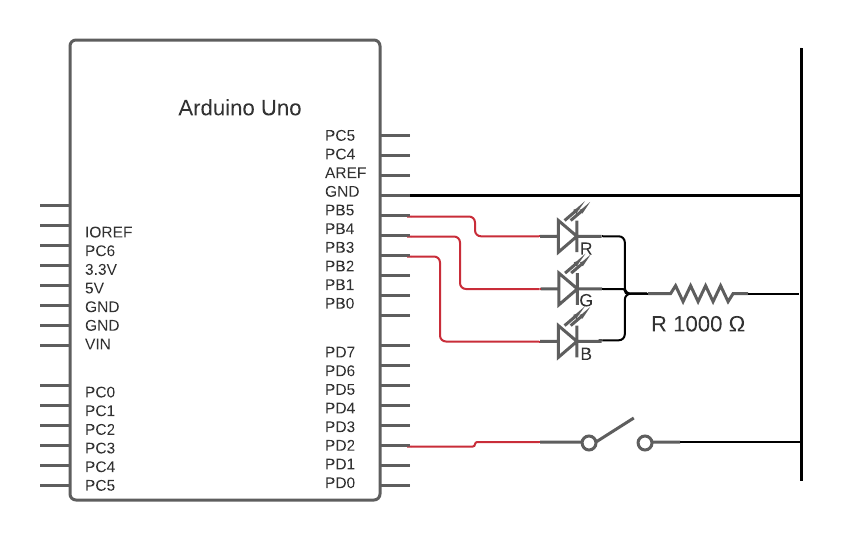 Arduino Uno
PC5
PC4
AREF
GND
PB5
PB4
PB3
PB2
PB1
PB0
PD7
PD6
PD5
PD4
PD3
PD2
PD1
PD0
IOREF
PC6
3.3V
5V
GND
GND
VIN
PC0
PC1
PC2
PC3
PC4
PC5
R
G
B
R 1000 Ω